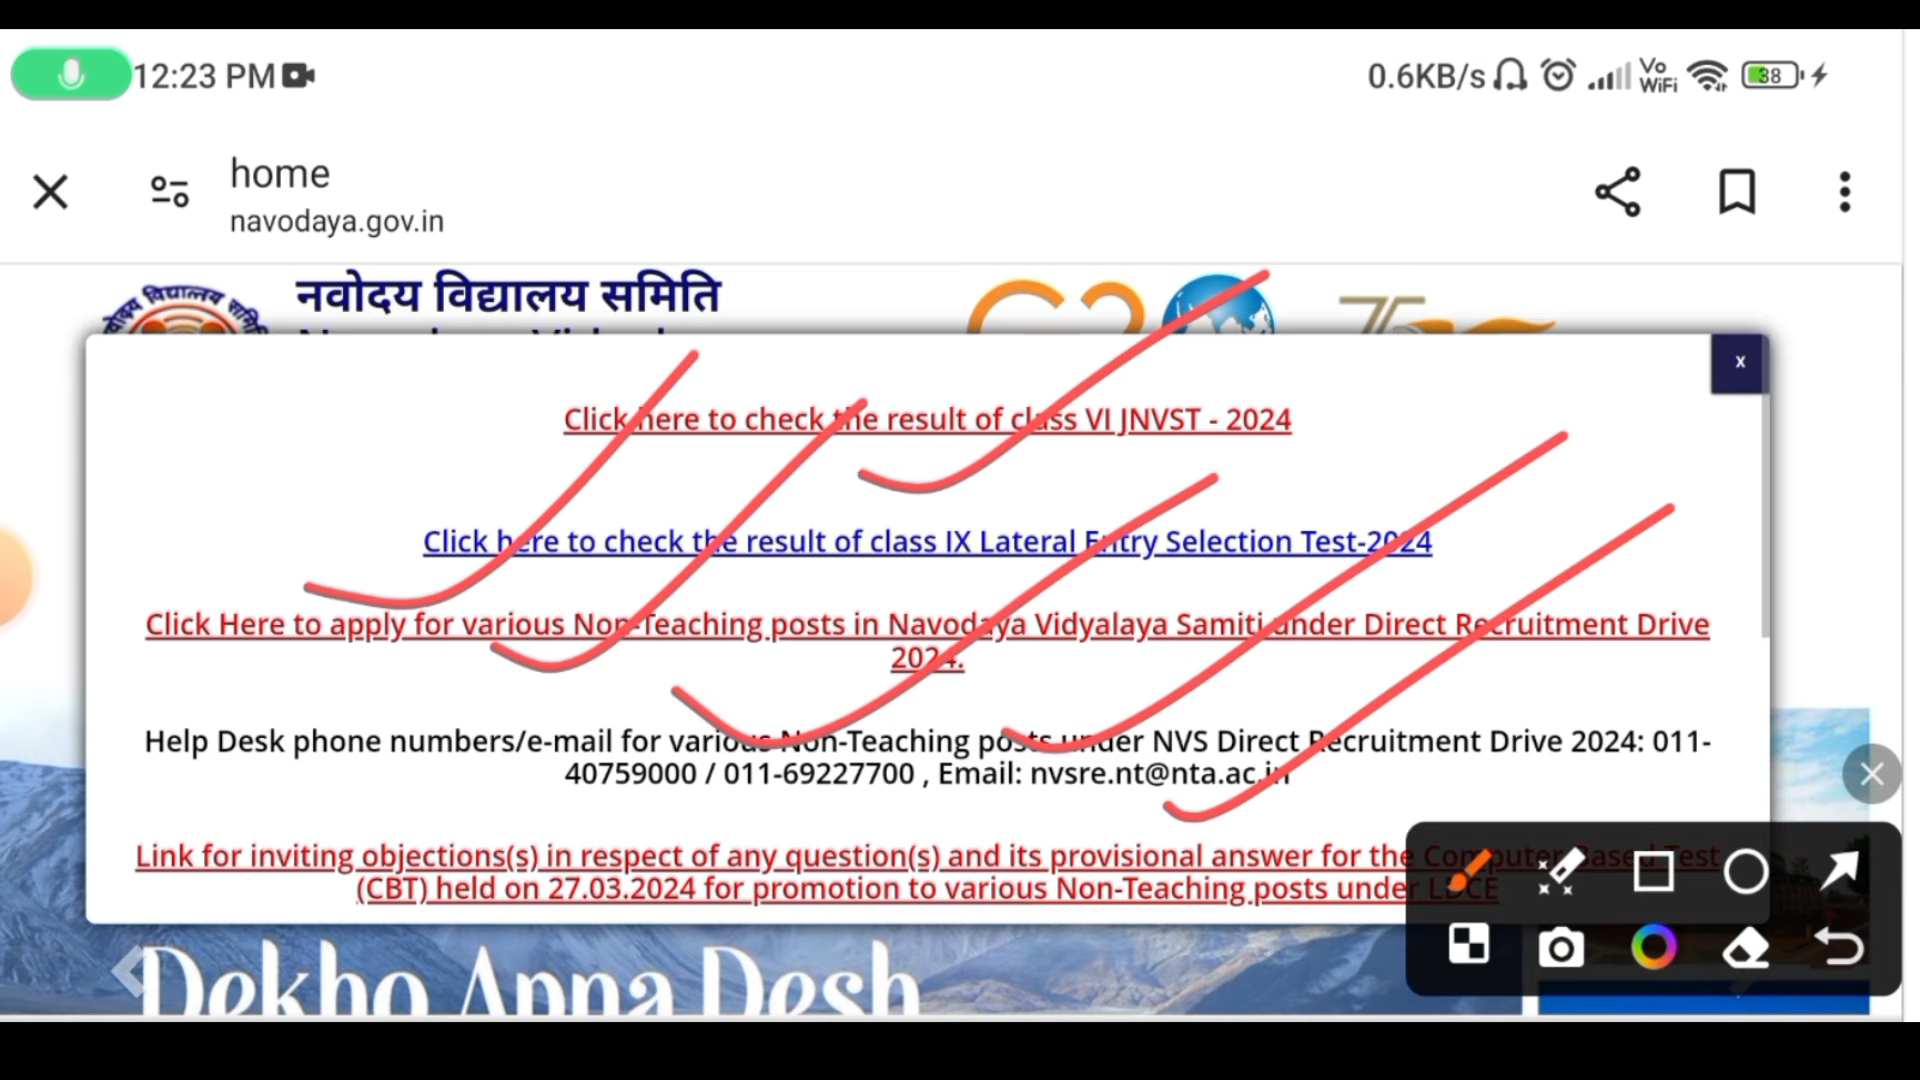 12:23 PM
0.6KB/s
Vo
WiFi
38
home
navodaya.gov.in
नवोदय विद्यालय समिति
x
Click here to check the result of class VI JNVST - 2024
Click here to check the result of class IX Lateral Entry Selection Test-2024
Click Here to apply for various Non-Teaching posts in Navodaya Vidyalaya Samiti under Direct Recruitment Drive
2024.
Help Desk phone numbers/e-mail for various Non-Teaching posts under NVS Direct Recruitment Drive 2024: 011-
40759000 / 011-69227700 , Email: nvsre.nt@nta.ac.in
Link for inviting objections(s) in respect of any question(s) and its provisional answer for the Computer Based Test
(CBT) held on 27.03.2024 for promotion to various Non-Teaching posts under LDCE
Dekho Apna Desh